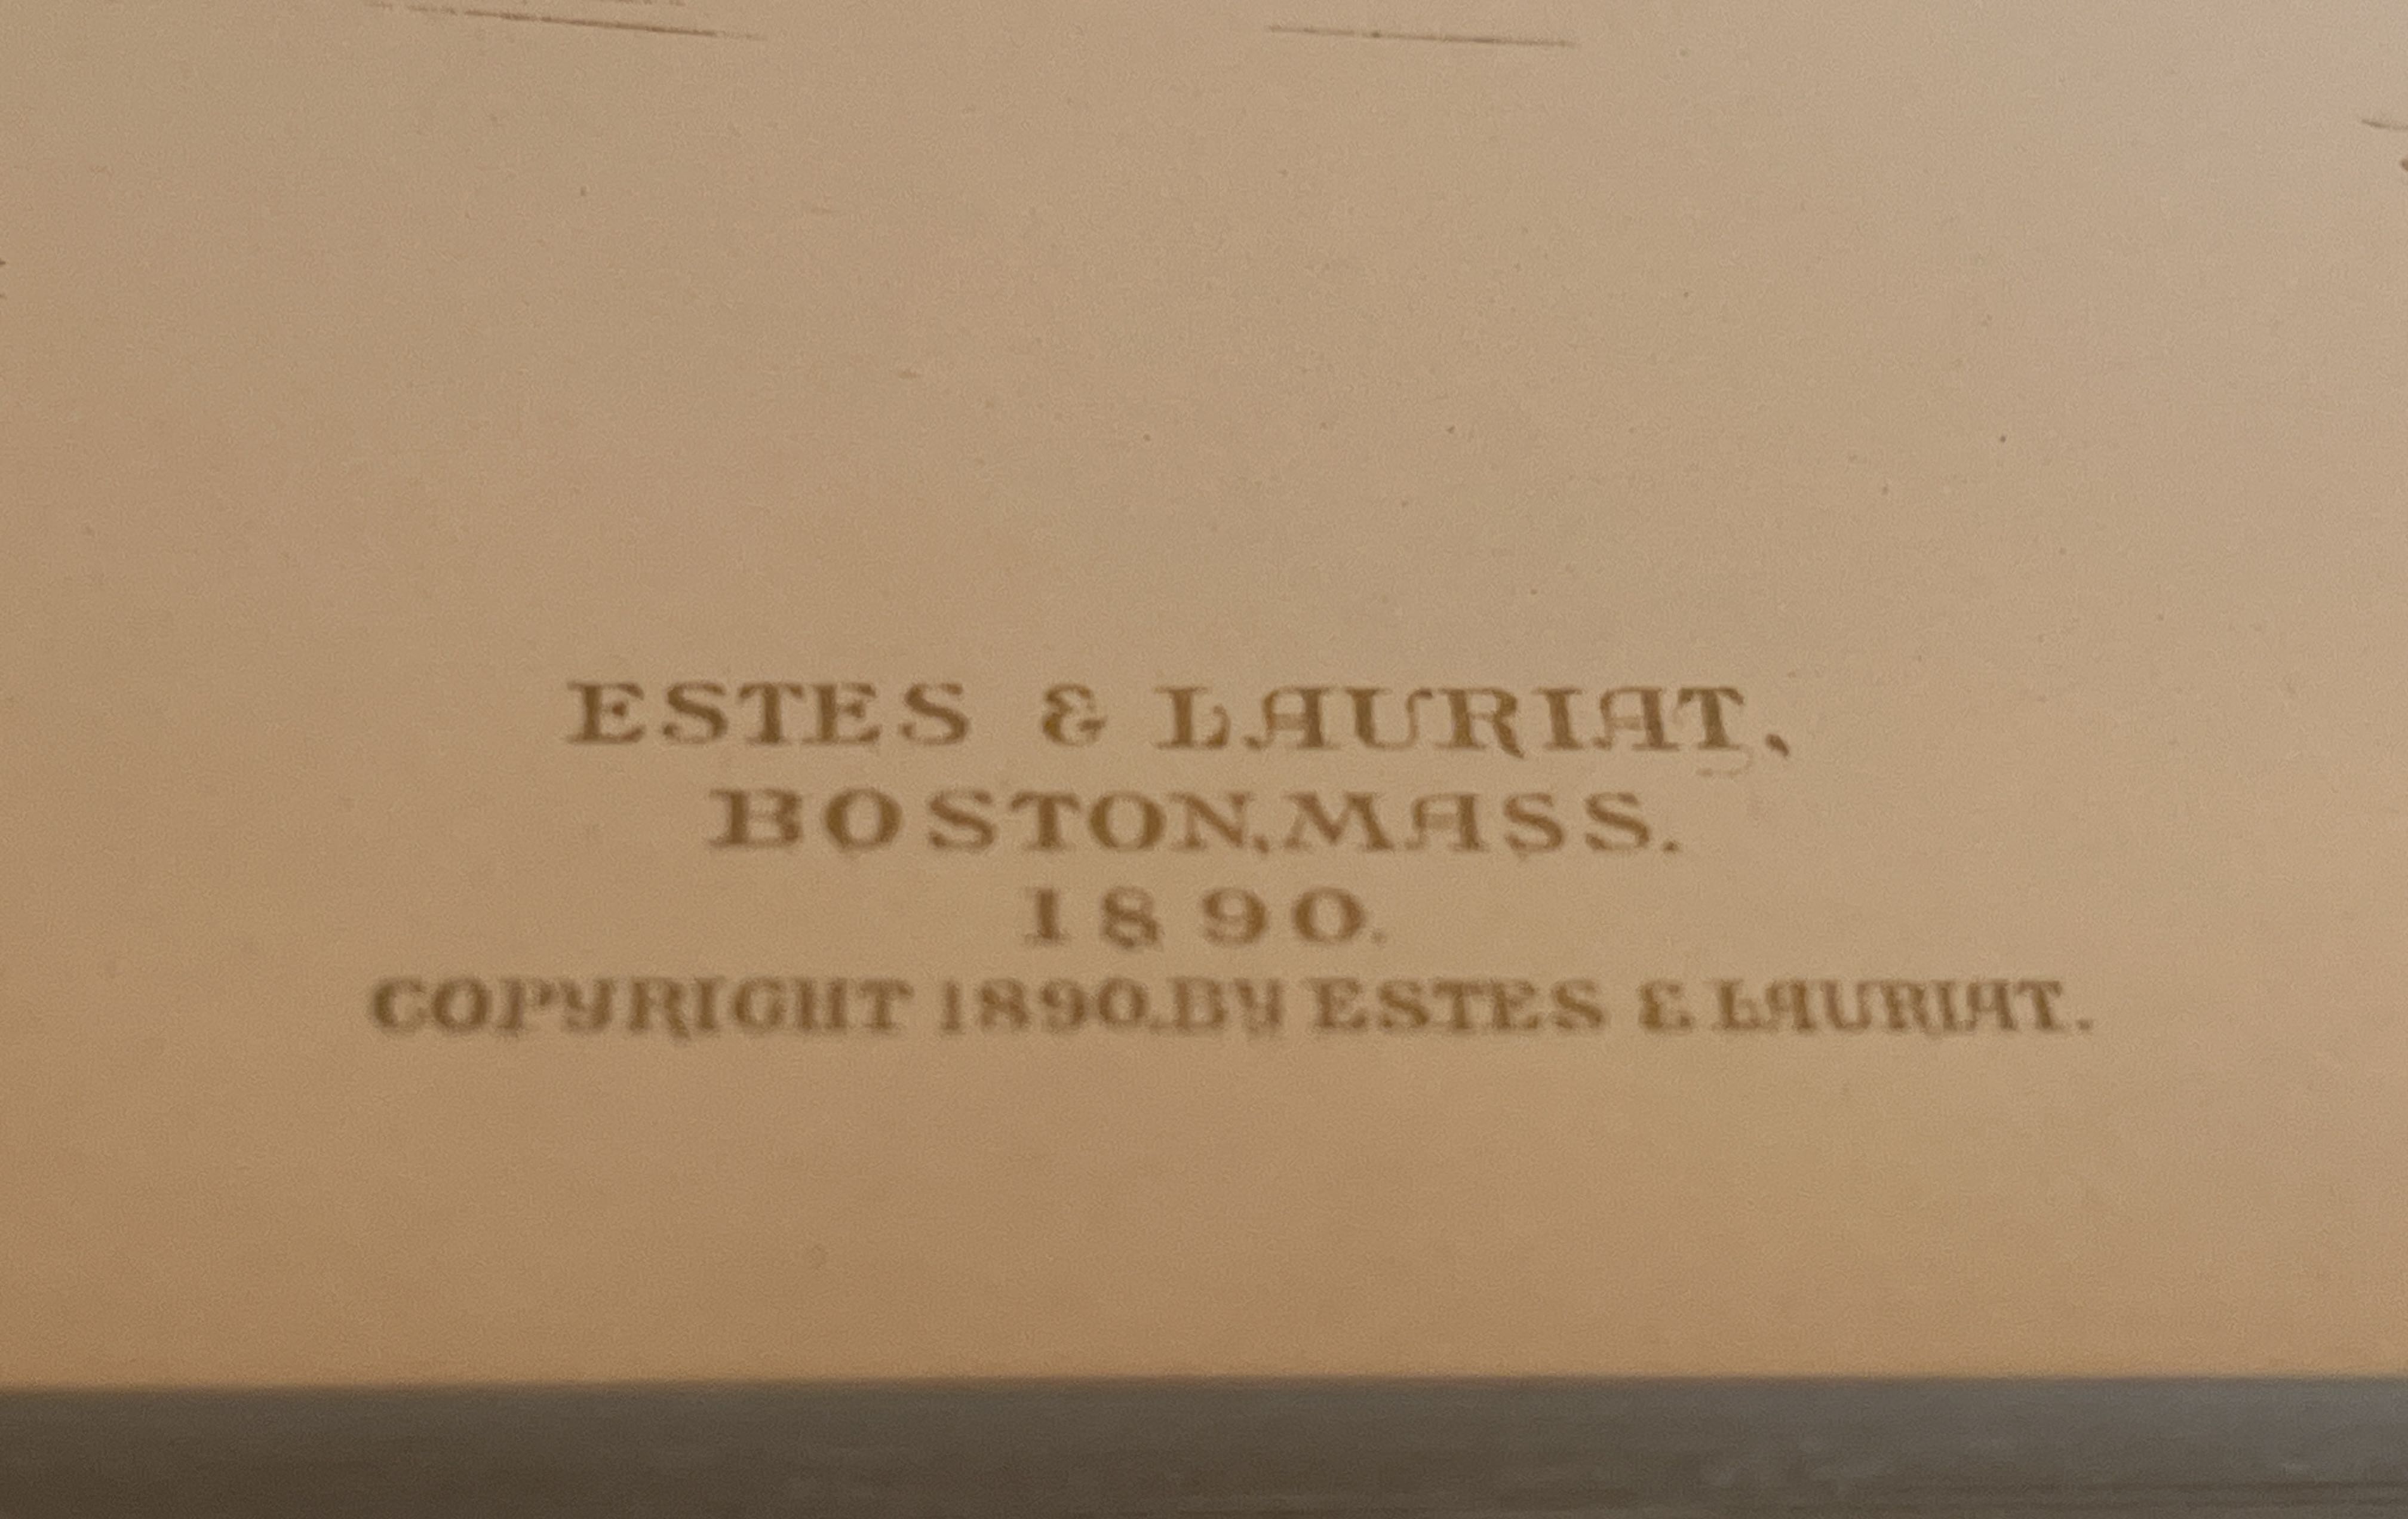 ESTES & LAURIAT,
BOSTON, MASS.
1890.
COPYRIGHT 1890. BY ESTES & LAURIAT.